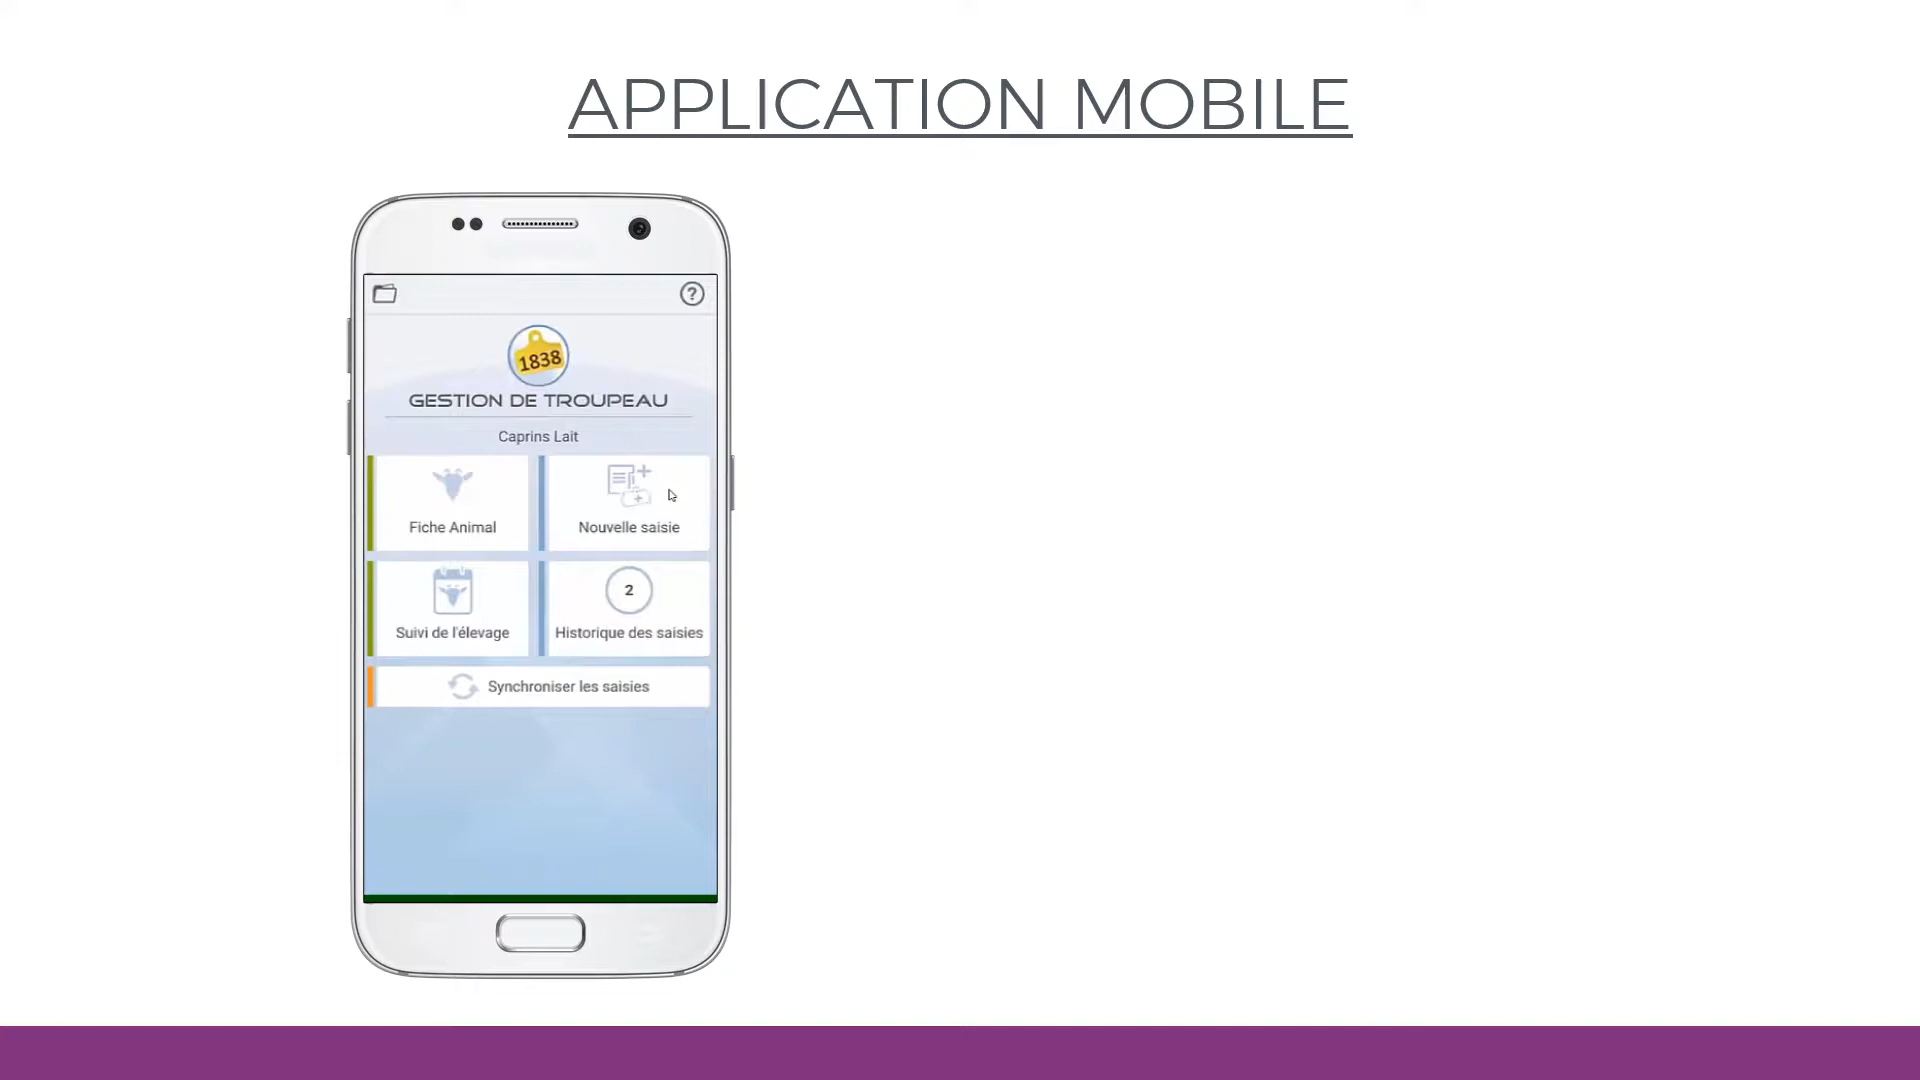 APPLICATION MOBILE
?
1838
GESTION DE TROUPEAU
Caprins Lait
Fiche Animal
Nouvelle saisie
2
Suivi de l'élevage
Historique des saisies
Synchroniser les saisies